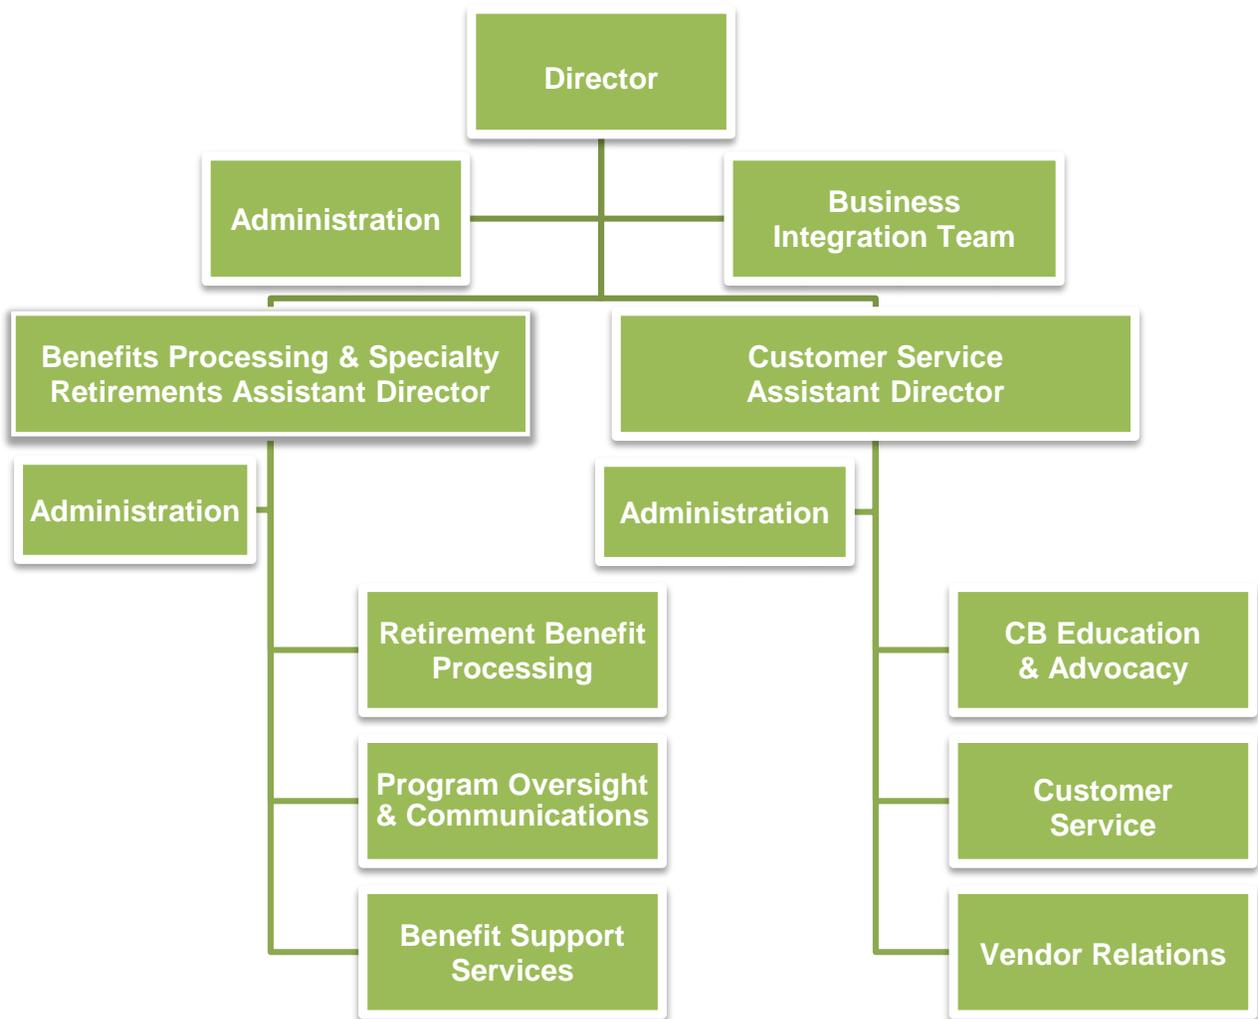 Director
Administration
Business
Integration Team
Benefits Processing & Specialty
Retirements Assistant Director
Customer Service
Assistant Director
Administration
Administration
Retirement Benefit
Processing
CB Education
& Advocacy
Program Oversight
& Communications
Customer
Service
Benefit Support
Services
Vendor Relations